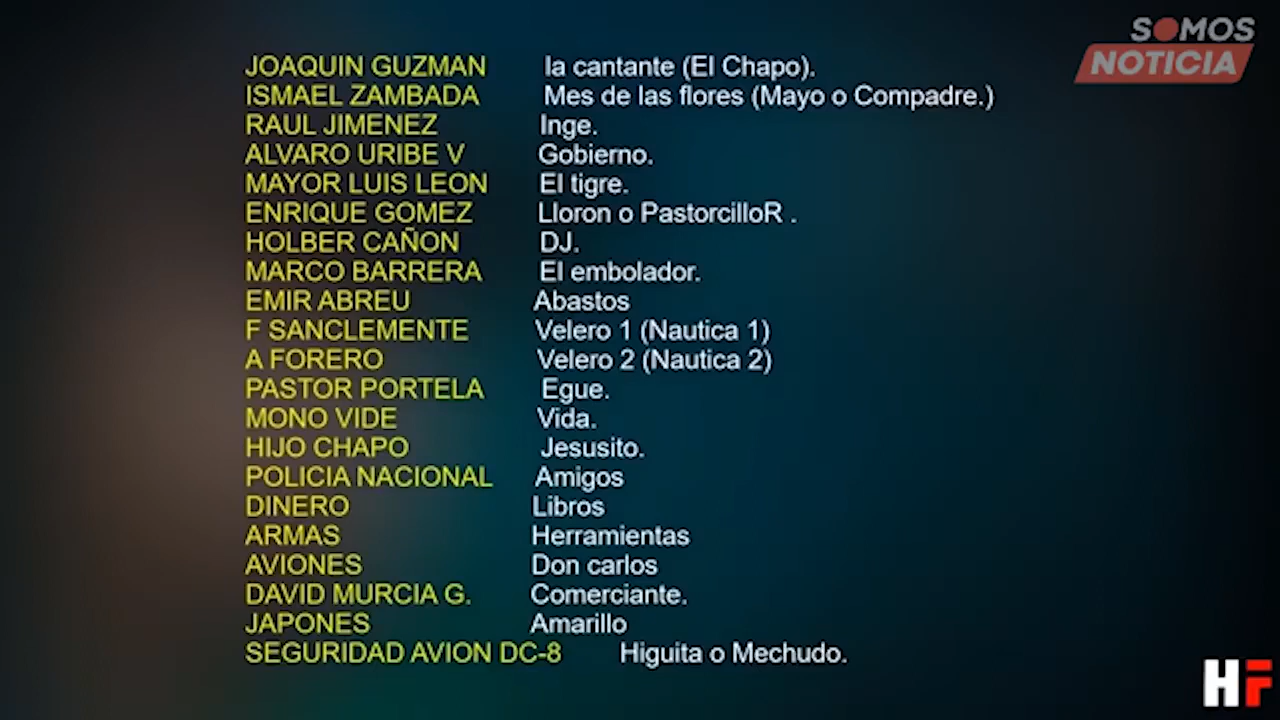 SOMOS
NOTICIA
JOAQUIN GUZMAN la cantante (El Chapo).
ISMAEL ZAMBADA Mes de las flores (Mayo o Compadre.)
RAUL JIMENEZ Inge.
ALVARO URIBE V Gobierno.
MAYOR LUIS LEON El tigre.
ENRIQUE GOMEZ Lloron o PastorcilloR .
HOLBER CAÑON DJ.
MARCO BARRERA El embolador.
EMIR ABREU Abastos
F SANCLEMENTE Velero 1 (Nautica 1)
A FORERO Velero 2 (Nautica 2)
PASTOR PORTELA Egue.
MONO VIDE Vida.
HIJO CHAPO Jesusito.
POLICIA NACIONAL Amigos
DINERO Libros
ARMAS Herramientas
AVIONES Don carlos
DAVID MURCIA G. Comerciante.
JAPONES Amarillo
SEGURIDAD AVION DC-8 Higuita o Mechudo.
HF